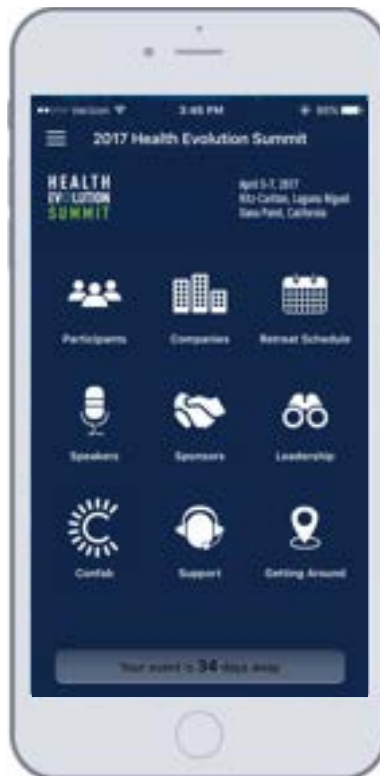 Verizon 3:45 PM
2017 Health Evolution Summit
HEALTH
EVOLUTION
SUMMIT
April 5-7, 2017
Ritz-Carlton, Laguna Niguel
Dana Point, California
Participants Companies Retreat Schedule
Speakers Sponsors Leadership
Confab Support Getting Around
Your event is 34 days away